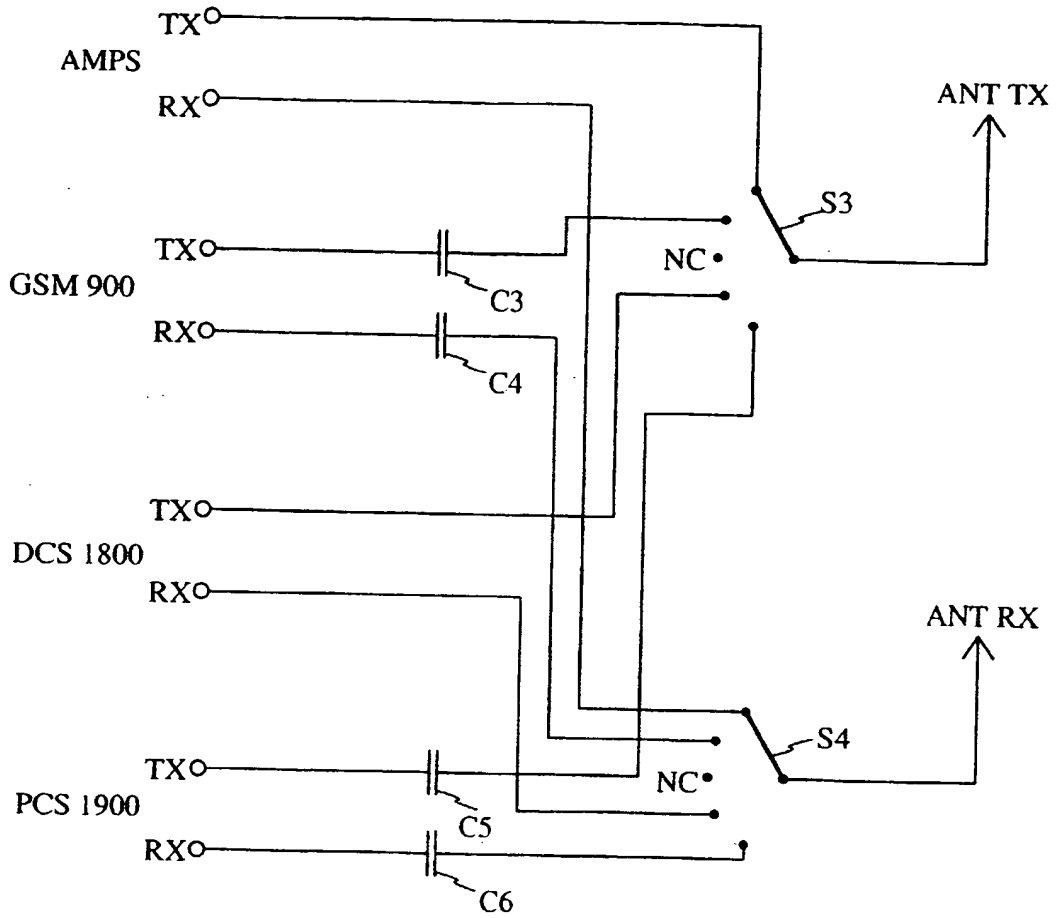 TX
AMPS
RX
ANT TX
S3
TX
NC
GSM 900
C3
RX
C4
TX
DCS 1800
RX
ANT RX
S4
TX
NC
PCS 1900
C5
RX
C6